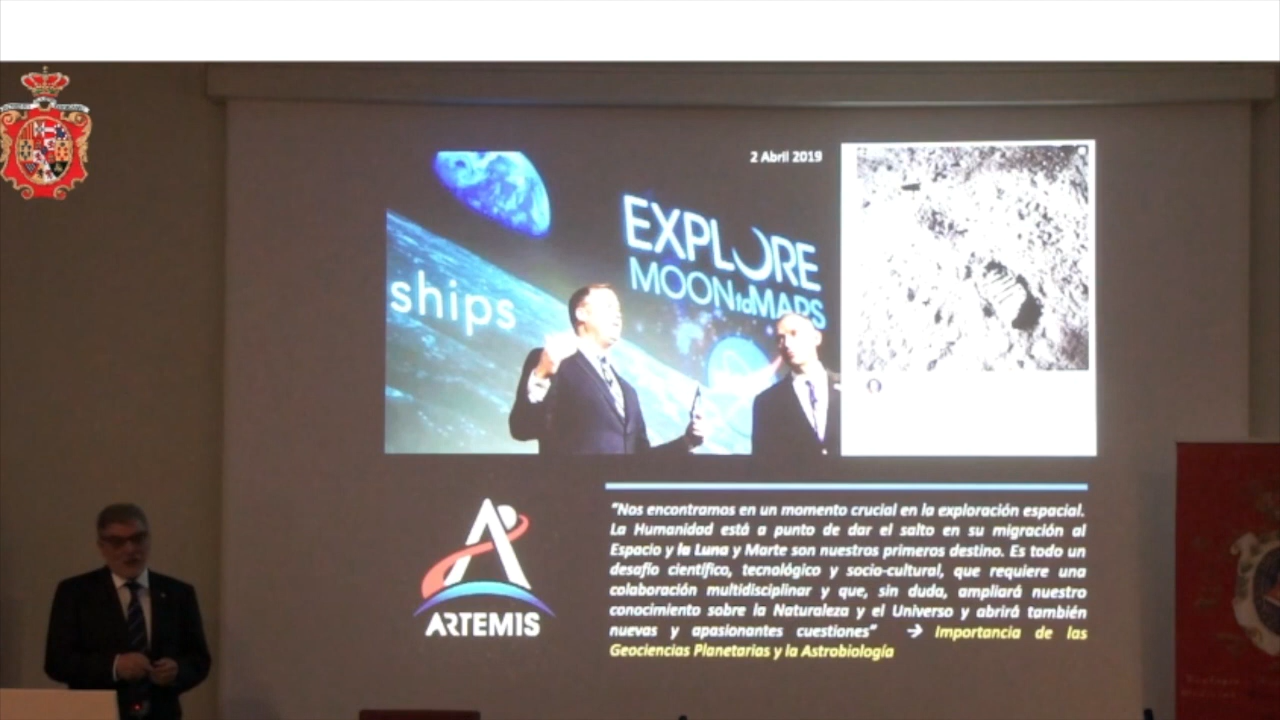 2 Abril 2019
EXPLORE
MOONtoMARS
ships
ARTEMIS
"Nos encontramos en un momento crucial en la exploración espacial.
La Humanidad está a punto de dar el salto en su migración al
Espacio y la Luna y Marte son nuestros primeros destino. Es todo un
desafío científico, tecnológico y socio-cultural, que requiere una
colaboración multidisciplinar y que, sin duda, ampliará nuestro
conocimiento sobre la Naturaleza y el Universo y abrirá también
nuevas y apasionantes cuestiones" → Importancia de las
Geociencias Planetarias y la Astrobiología